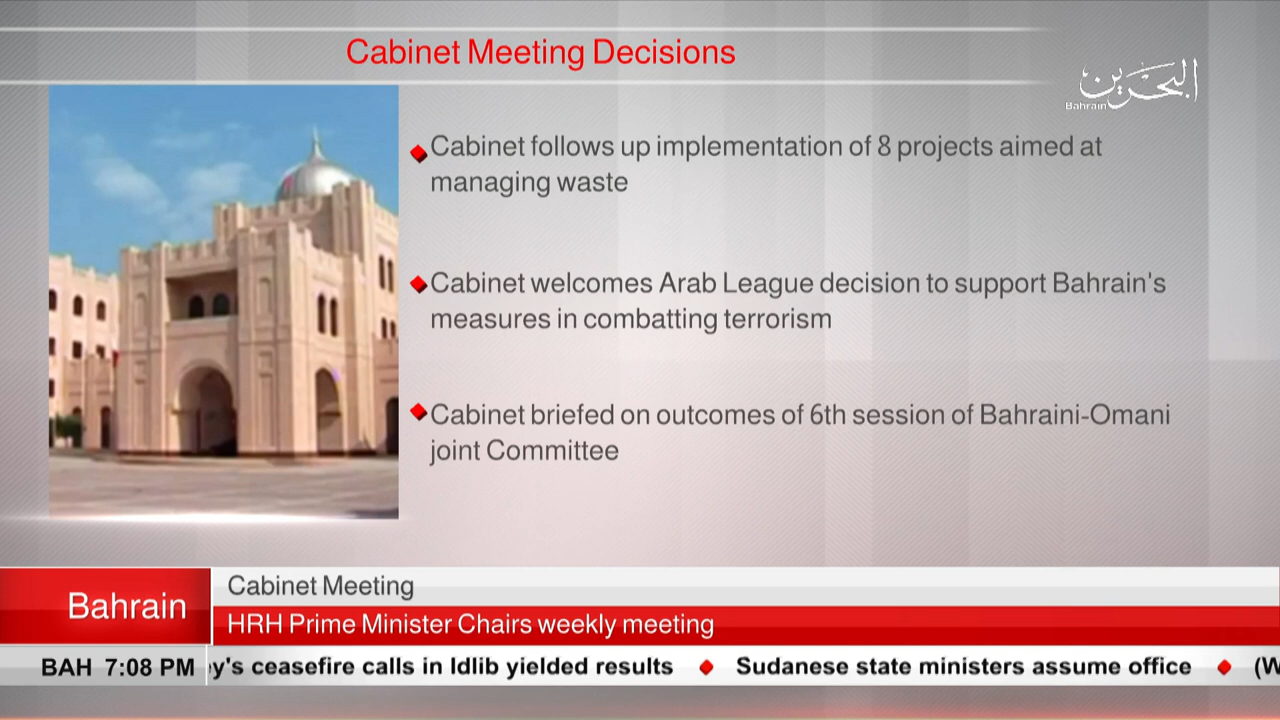 Cabinet Meeting Decisions
البحرين
Bahrain
Cabinet follows up implementation of 8 projects aimed at
managing waste
Cabinet welcomes Arab League decision to support Bahrain's
measures in combatting terrorism
Cabinet briefed on outcomes of 6th session of Bahraini-Omani
joint Committee
Bahrain
Cabinet Meeting
HRH Prime Minister Chairs weekly meeting
BAH 7:08 PM
y's ceasefire calls in Idlib yielded results ♦ Sudanese state ministers assume office ♦ (W